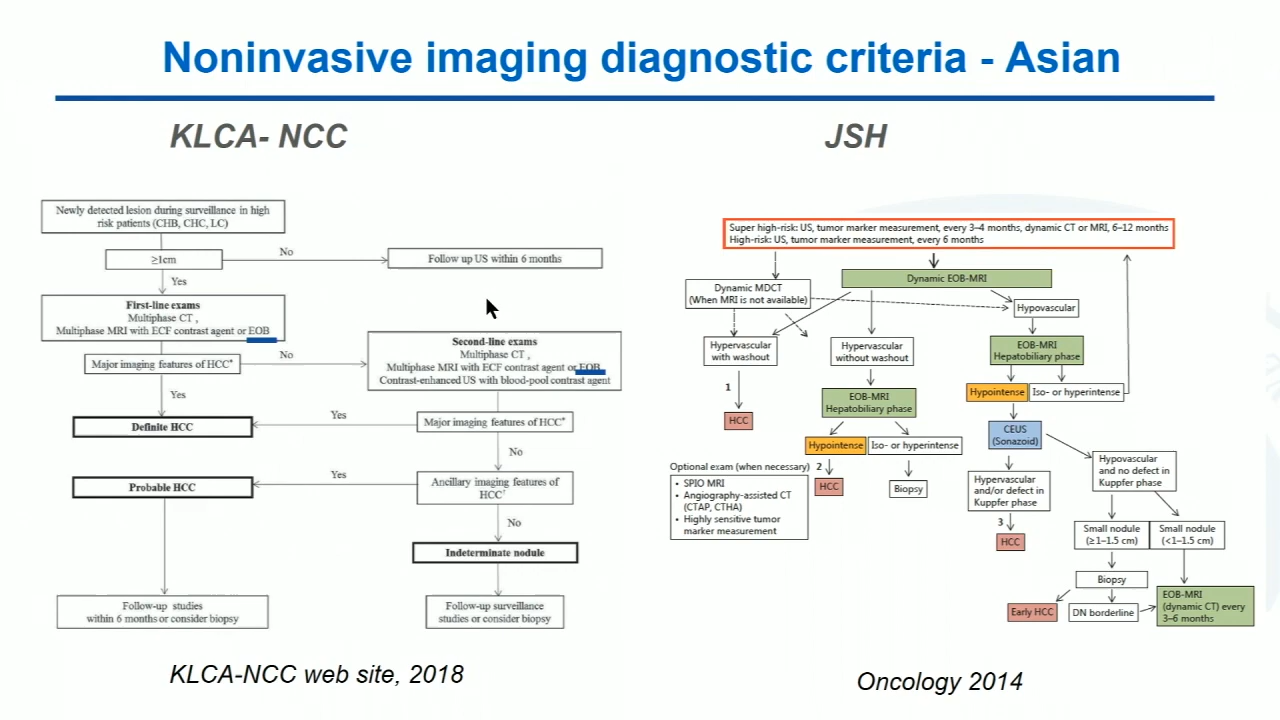 Noninvasive imaging diagnostic criteria - Asian
KLCA- NCC
Newly detected lesion during surveillance in high
risk patients (CHB, CHC, LC)
≥1cm
No
Follow up US within 6 months
Yes
First-line exams
Multiphase CT ,
Multiphase MRI with ECF contrast agent or EOB
Major imaging features of HCC*
No
Second-line exams
Multiphase CT ,
Multiphase MRI with ECF contrast agent or EOB
Contrast-enhanced US with blood-pool contrast agent
Yes
Definite HCC
Yes
Major imaging features of HCC*
No
Probable HCC
Yes
Ancillary imaging features of
HCC†
No
Indeterminate nodule
Follow-up studies
within 6 months or consider biopsy
Follow-up surveillance
studies or consider biopsy
KLCA-NCC web site, 2018
JSH
Super high-risk: US, tumor marker measurement, every 3–4 months, dynamic CT or MRI, 6–12 months
High-risk: US, tumor marker measurement, every 6 months
Dynamic MDCT
(When MRI is not available)
Dynamic EOB-MRI
Hypovascular
Hypervascular
with washout
Hypervascular
without washout
EOB-MRI
Hepatobiliary phase
1
HCC
EOB-MRI
Hepatobiliary phase
Hypointense
Iso- or hyperintense
Hypointense
Iso- or hyperintense
CEUS
(Sonazoid)
Optional exam (when necessary)
• SPIO MRI
• Angiography-assisted CT
(CTAP, CTHA)
• Highly sensitive tumor
marker measurement
2
HCC
Biopsy
Hypervascular
and/or defect in
Kupffer phase
Hypovascular
and no defect in
Kupffer phase
3
HCC
Small nodule
(≥1–1.5 cm)
Small nodule
(<1–1.5 cm)
Biopsy
Early HCC
DN borderline
EOB-MRI
(dynamic CT) every
3–6 months
Oncology 2014